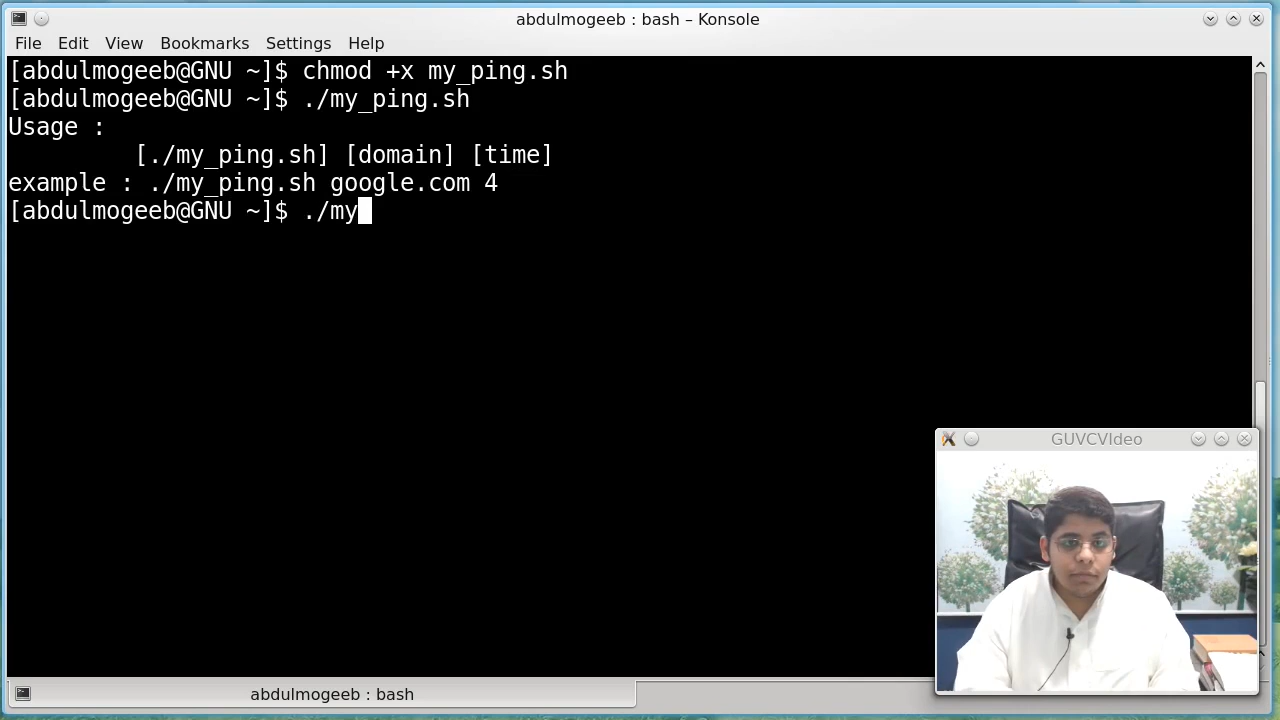 abdulmogeeb : bash – Konsole
File Edit View Bookmarks Settings Help
[abdulmogeeb@GNU ~]$ chmod +x my_ping.sh
[abdulmogeeb@GNU ~]$ ./my_ping.sh
Usage :
[./my_ping.sh] [domain] [time]
example : ./my_ping.sh google.com 4
[abdulmogeeb@GNU ~]$ ./my
GUVCVIdeo
abdulmogeeb : bash